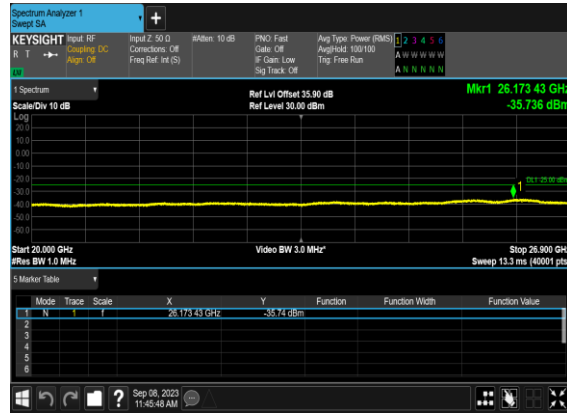 Spectrum Analyzer 1
Swept SA
KEYSIGHT
R T
Input: RF
Coupling: DC
Align: Off
Input Z: 50 Ω
Corrections: Off
Freq Ref: Int (S)
#Atten: 10 dB
PNO: Fast
Gate: Off
IF Gain: Low
Sig Track: Off
Avg Type: Power (RMS)
Avg|Hold: 100/100
Trig: Free Run
1 2 3 4 5 6
A W W W W W
A N N N N N
1 Spectrum
Scale/Div 10 dB
Ref Lvl Offset 35.90 dB
Ref Level 30.00 dBm
Mkr1 26.173 43 GHz
-35.736 dBm
Log
20.0
10.0
0.00
-10.0
-20.0
-30.0
-40.0
-50.0
-60.0
DL1 -25.00 dBm
1
Start 20.000 GHz
#Res BW 1.0 MHz
Video BW 3.0 MHz*
Stop 26.900 GHz
Sweep 13.3 ms (40001 pts)
5 Marker Table
Mode Trace Scale X Y Function Function Width Function Value
1 N 1 f 26.173 43 GHz -35.74 dBm
2
3
4
5
6
?
Sep 08, 2023
11:45:48 AM